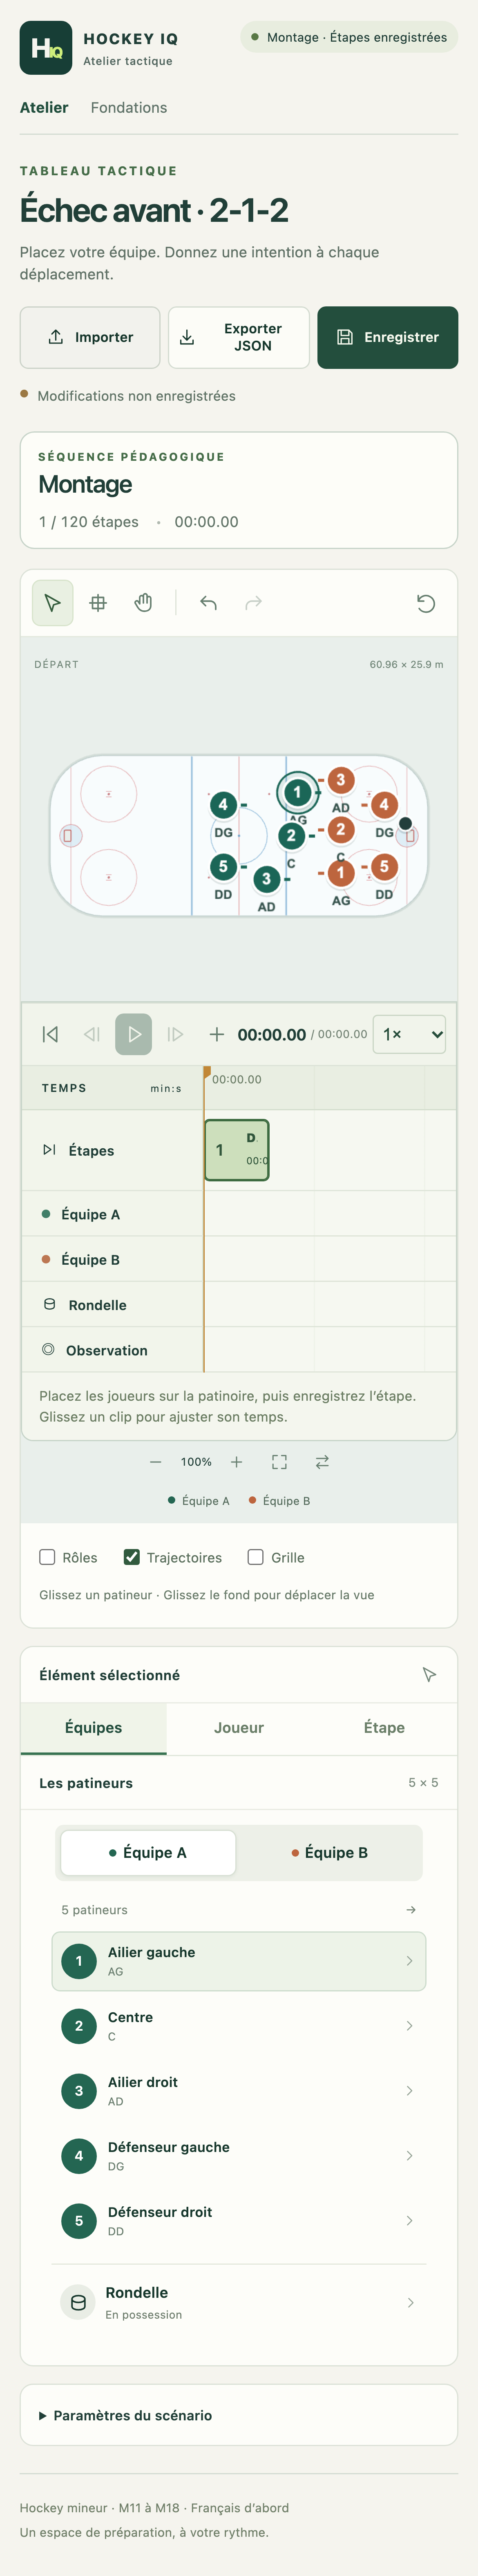 HIQ
HOCKEY IQ
Atelier tactique
Montage · Étapes enregistrées
Atelier Fondations
TABLEAU TACTIQUE
Échec avant · 2-1-2
Placez votre équipe. Donnez une intention à chaque
déplacement.
Importer
Exporter
JSON
Enregistrer
Modifications non enregistrées
SÉQUENCE PÉDAGOGIQUE
Montage
1 / 120 étapes · 00:00.00
DÉPART 60.96 × 25.9 m
1 AG
3 AD
4 DG
4 DG
2 C
2 C
5 DD
3 AD
1 AG
5 DD
00:00.00 / 00:00.00 1×
TEMPS min:s 00:00.00
Étapes 1 D
00:0
Équipe A
Équipe B
Rondelle
Observation
Placez les joueurs sur la patinoire, puis enregistrez l’étape.
Glissez un clip pour ajuster son temps.
100%
Équipe A Équipe B
Rôles Trajectoires Grille
Glissez un patineur · Glissez le fond pour déplacer la vue
Élément sélectionné
Équipes Joueur Étape
Les patineurs 5 × 5
Équipe A Équipe B
5 patineurs
1 Ailier gauche
AG
2 Centre
C
3 Ailier droit
AD
4 Défenseur gauche
DG
5 Défenseur droit
DD
Rondelle
En possession
Paramètres du scénario
Hockey mineur · M11 à M18 · Français d’abord
Un espace de préparation, à votre rythme.